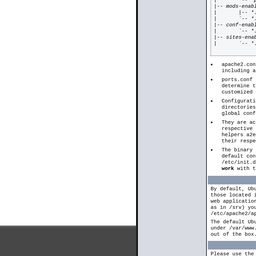 |-- mods-enabl
|       |-- *.
|       `-- *.
|-- conf-enabl
|       `-- *.
|-- sites-enab
|       `-- *.
apache2.con
including a
ports.conf
determine t
customized
Configurati
directories
global conf
They are ac
respective
helpers a2e
their respe
The binary
default con
/etc/init.d
work with t
By default, Ubu
those located i
web application
as in /srv) you
/etc/apache2/ap
The default Ubu
under /var/www.
out of the box.
Please use the